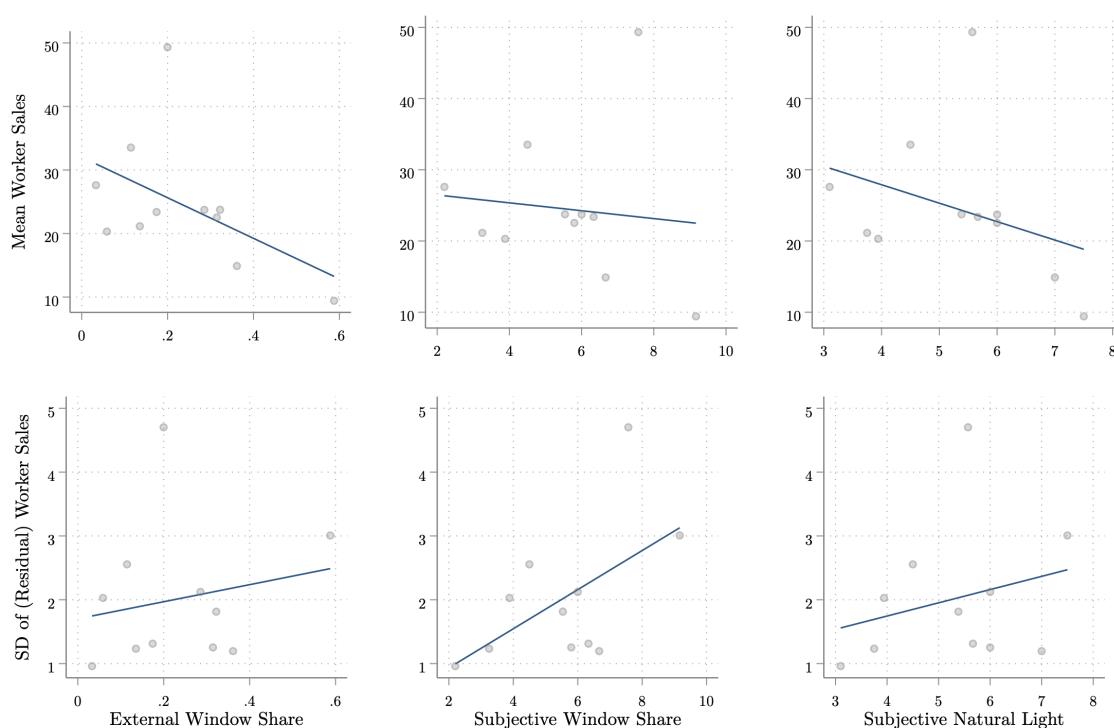 Mean Worker Sales
50
40
30
20
10
0 .2 .4 .6
50
40
30
20
10
2 4 6 8 10
50
40
30
20
10
3 4 5 6 7 8
SD of (Residual) Worker Sales
5
4
3
2
1
0 .2 .4 .6
External Window Share
5
4
3
2
1
2 4 6 8 10
Subjective Window Share
5
4
3
2
1
3 4 5 6 7 8
Subjective Natural Light